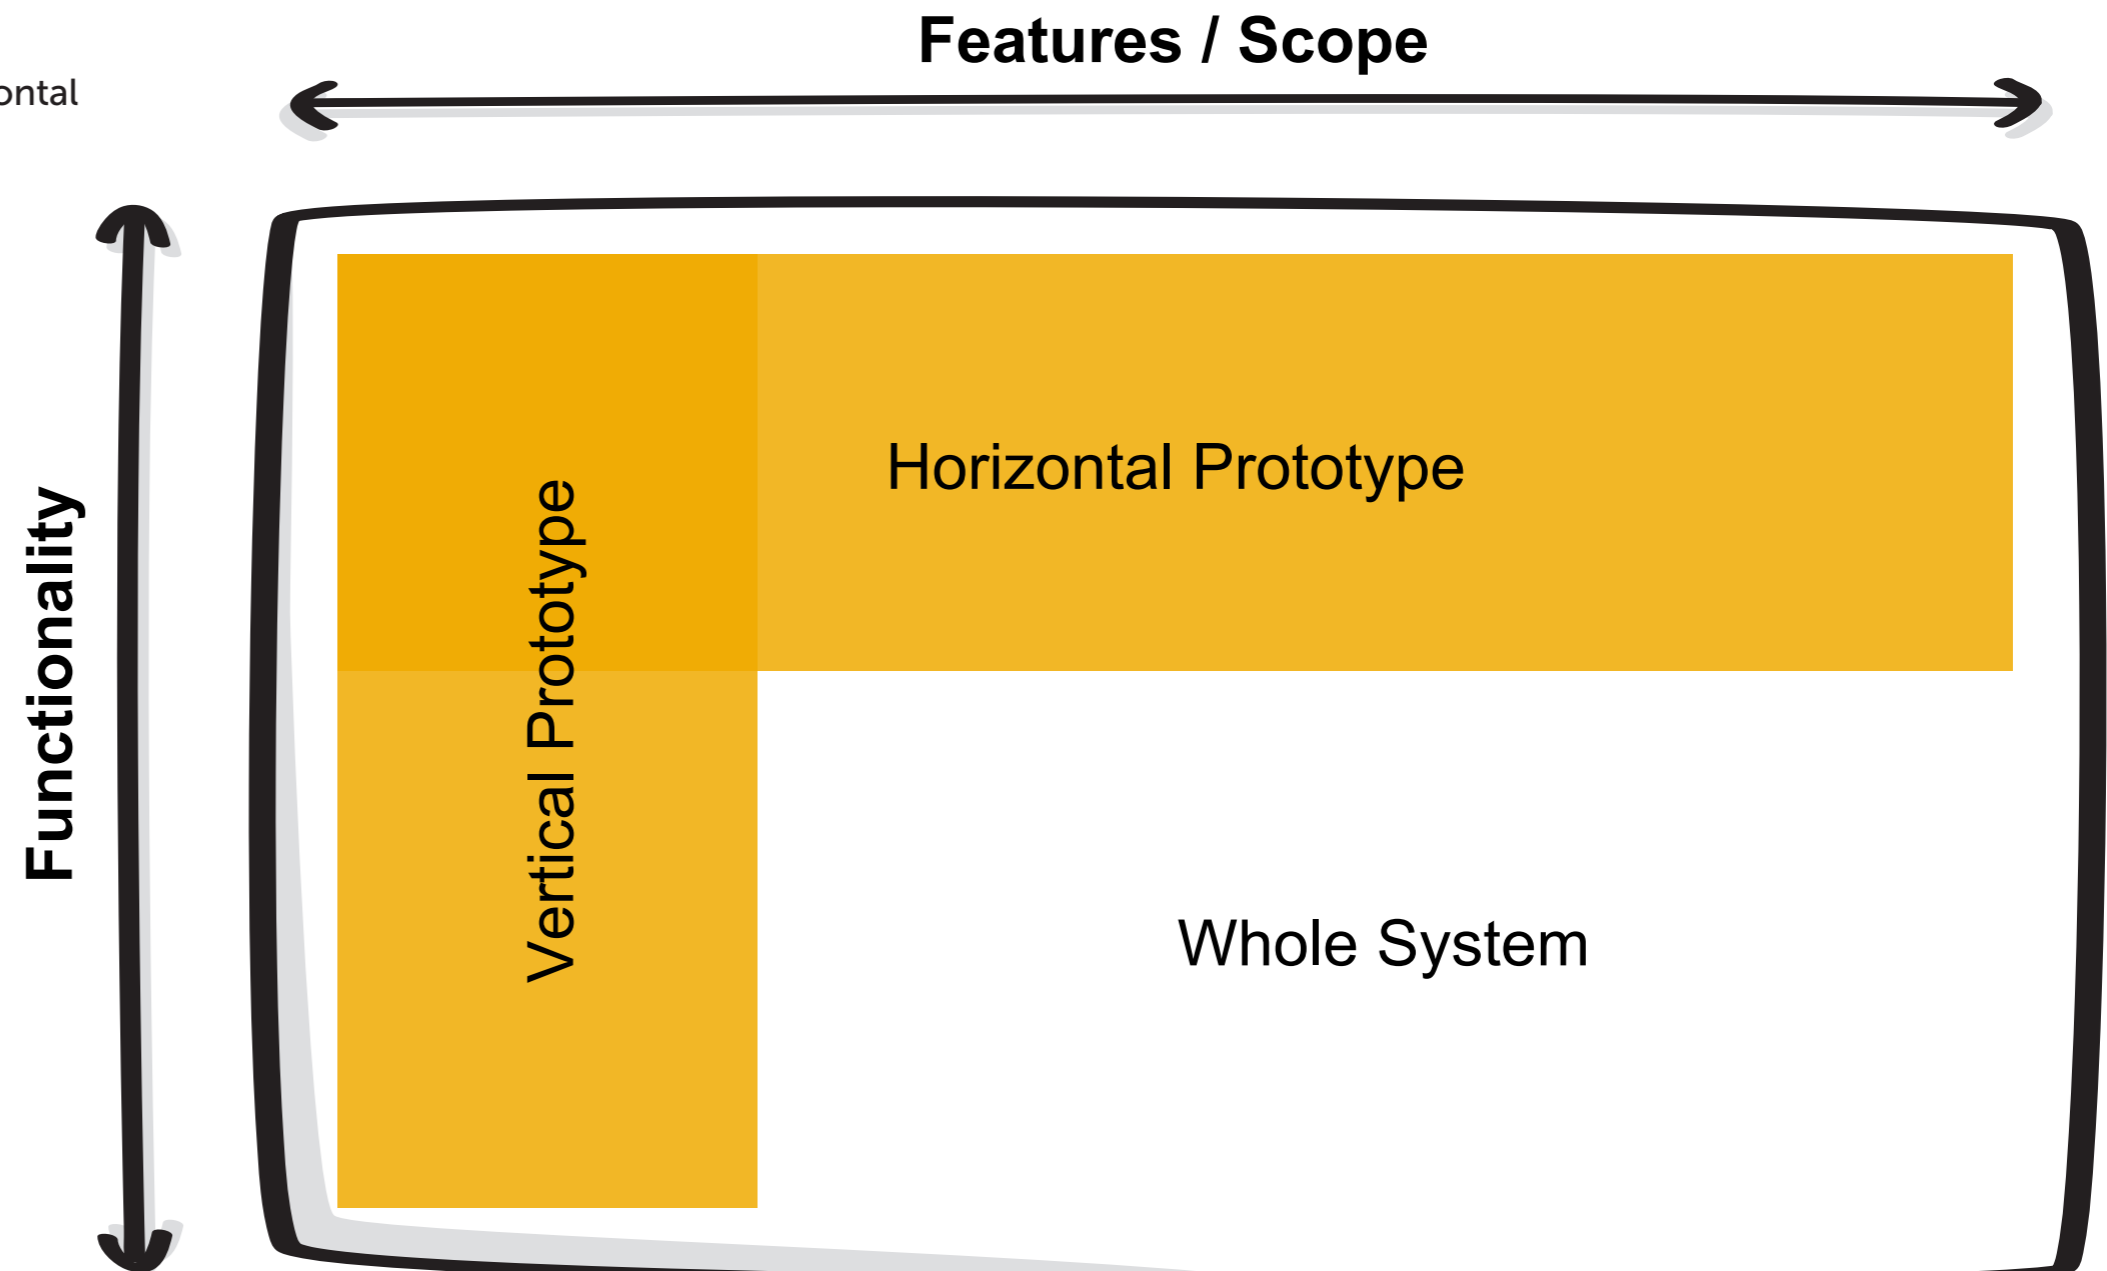 Features / Scope
ontal
Functionality
Horizontal Prototype
Vertical Prototype
Whole System